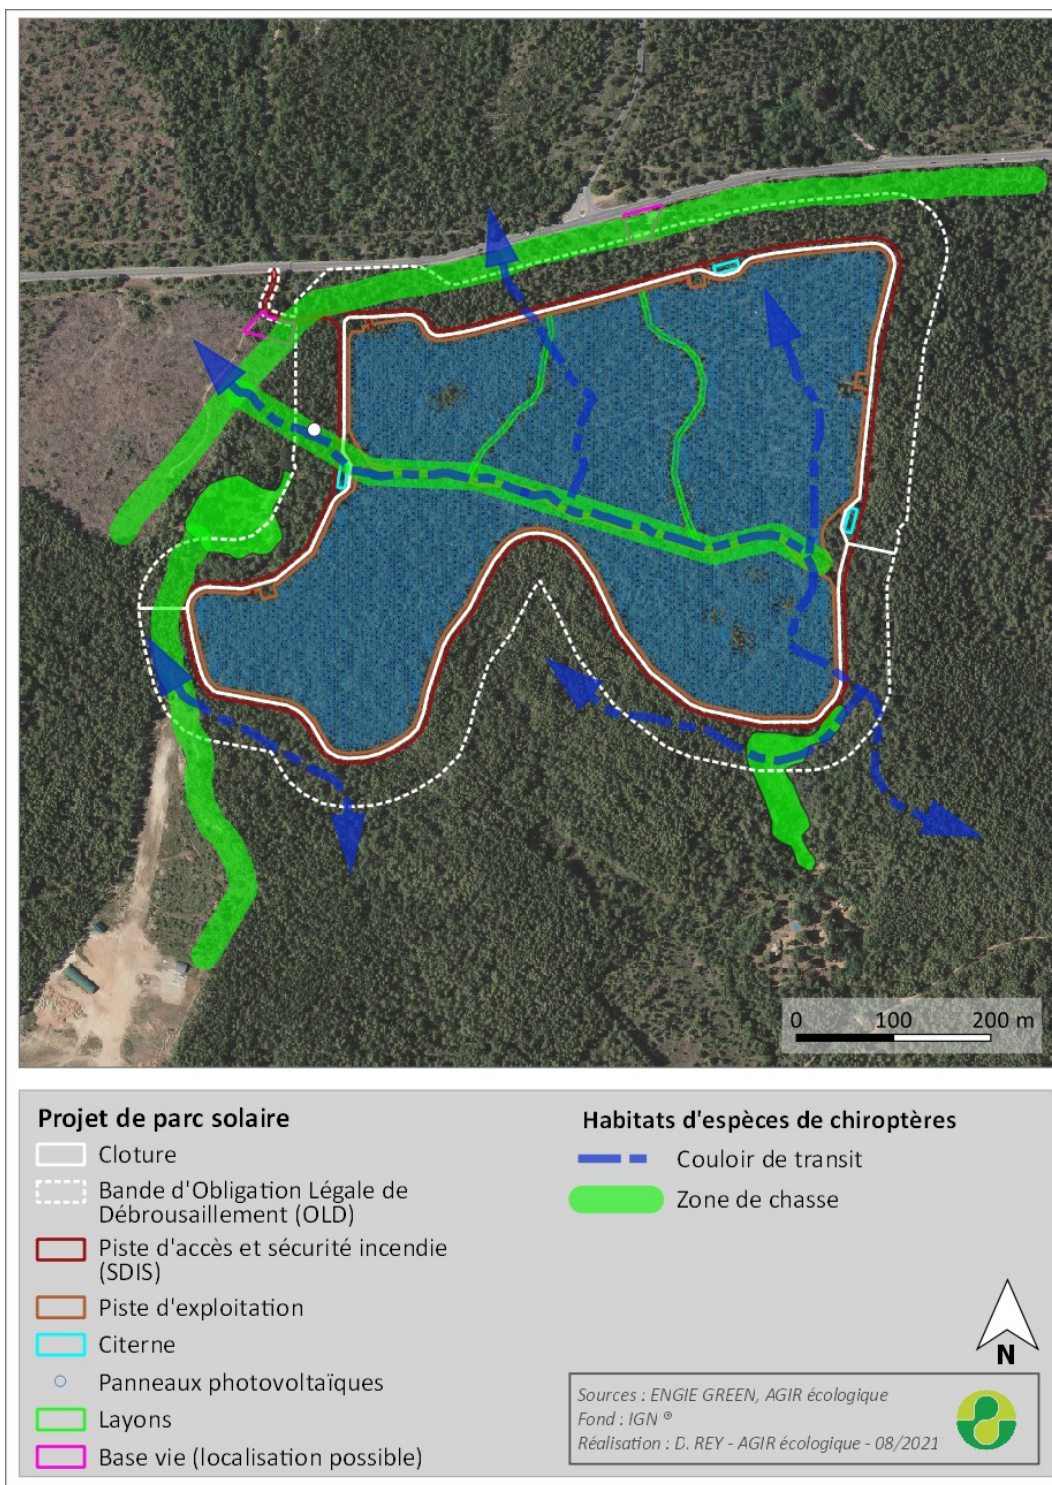 0 100 200 m
Projet de parc solaire
Cloture
Bande d'Obligation Légale de
Débrousaillement (OLD)
Piste d'accès et sécurité incendie
(SDIS)
Piste d'exploitation
Citerne
Panneaux photovoltaïques
Layons
Base vie (localisation possible)
Habitats d'espèces de chiroptères
Couloir de transit
Zone de chasse
N
Sources : ENGIE GREEN, AGIR écologique
Fond : IGN ®
Réalisation : D. REY - AGIR écologique - 08/2021